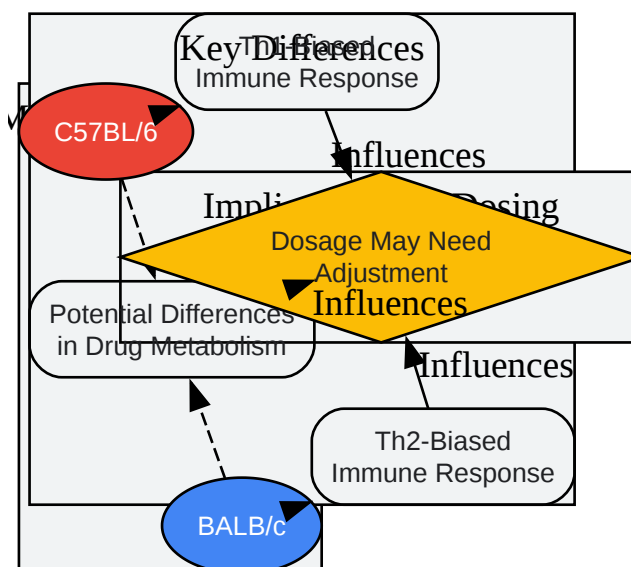 Key Differences
Th1-Biased
Immune Response
C57BL/6
Influences
Dosing
Dosage May Need
Adjustment
Influences
Potential Differences
in Drug Metabolism
Influences
Th2-Biased
Immune Response
BALB/c